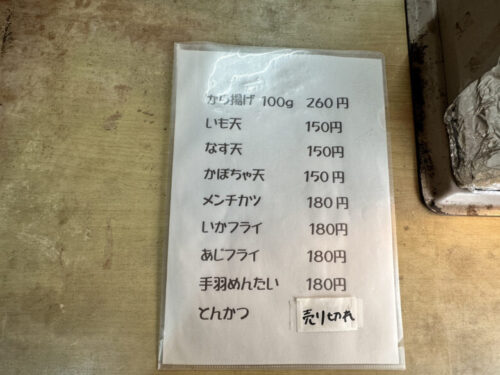 から揚げ 100g 260円
いも天 150円
なす天 150円
かぼちゃ天 150円
メンチカツ 180円
いかフライ 180円
あじフライ 180円
手羽めんたい 180円
とんかつ 売り切れ